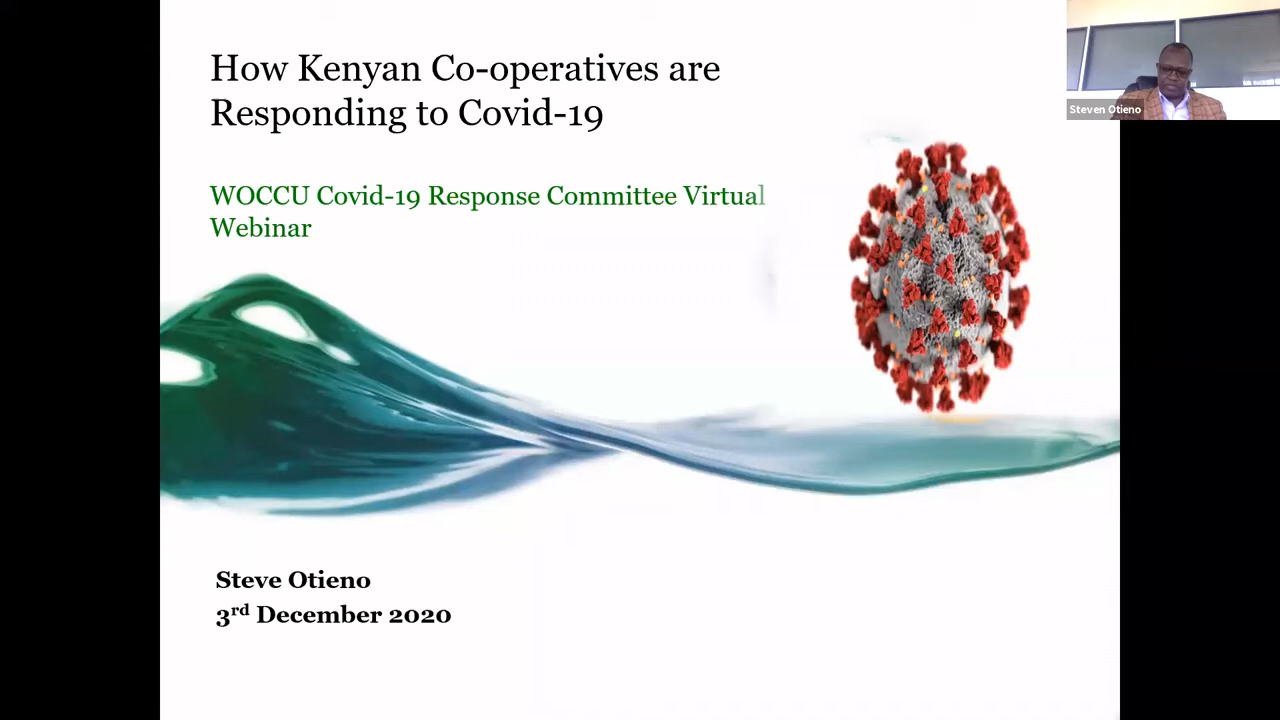 How Kenyan Co-operatives are
Responding to Covid-19
WOCCU Covid-19 Response Committee Virtual
Webinar
Steven Otieno
Steve Otieno
3rd December 2020